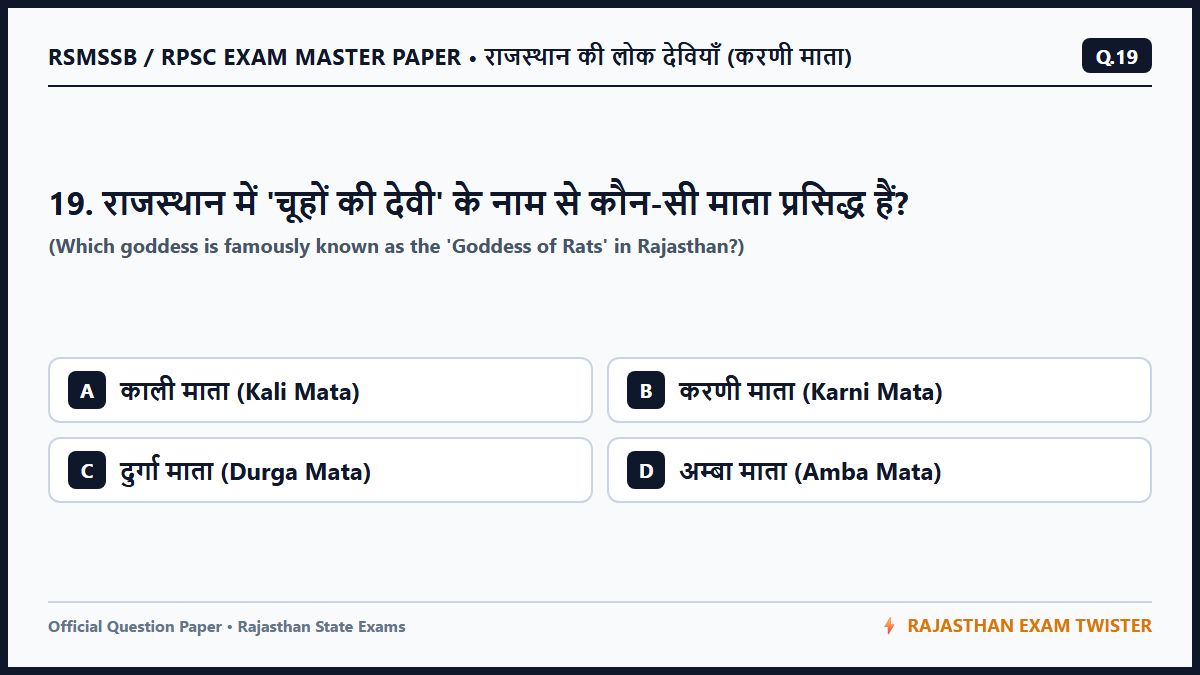 RSMSSB / RPSC EXAM MASTER PAPER • राजस्थान की लोक देवियाँ (करणी माता)
Q.19
19. राजस्थान में 'चूहों की देवी' के नाम से कौन-सी माता प्रसिद्ध हैं?
(Which goddess is famously known as the 'Goddess of Rats' in Rajasthan?)
A काली माता (Kali Mata)
B करणी माता (Karni Mata)
C दुर्गा माता (Durga Mata)
D अम्बा माता (Amba Mata)
Official Question Paper • Rajasthan State Exams
RAJASTHAN EXAM TWISTER